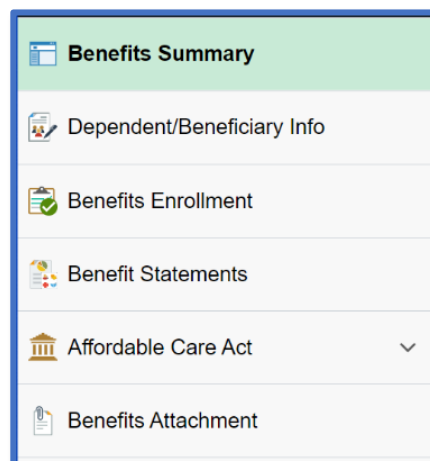 Benefits Summary
Dependent/Beneficiary Info
Benefits Enrollment
Benefit Statements
Affordable Care Act
Benefits Attachment